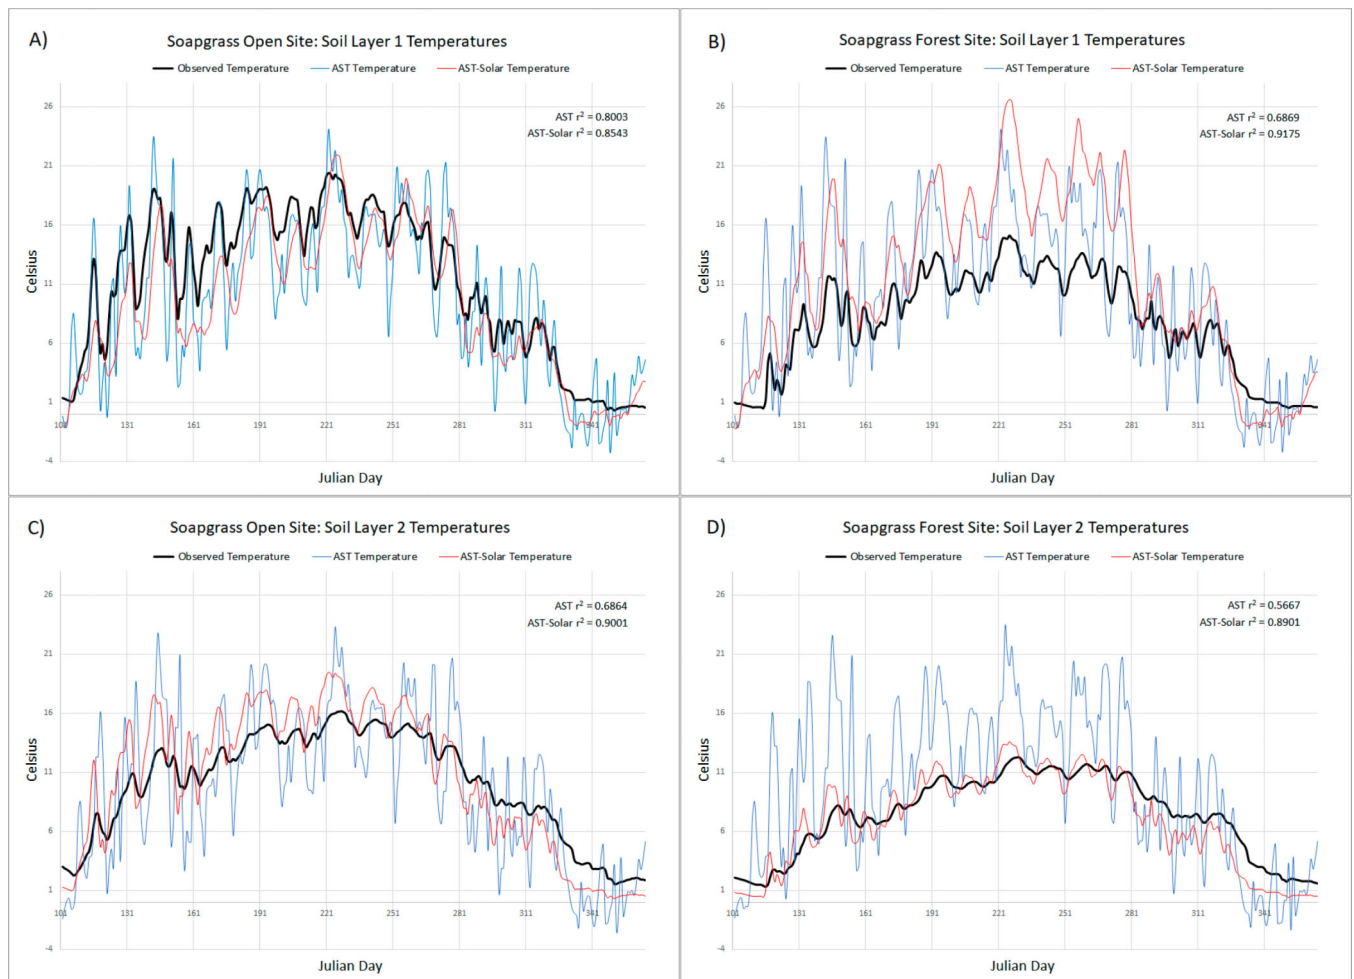 A)
Soapgrass Open Site: Soil Layer 1 Temperatures
Observed Temperature AST Temperature AST-Solar Temperature
26
AST r² = 0.8003
AST-Solar r² = 0.8543
21
16
Celsius
11
6
1
101 131 161 191 221 251 281 311 341
-4
Julian Day
B)
Soapgrass Forest Site: Soil Layer 1 Temperatures
Observed Temperature AST Temperature AST-Solar Temperature
26
AST r² = 0.6869
AST-Solar r² = 0.9175
21
16
Celsius
11
6
1
101 131 161 191 221 251 281 311 341
-4
Julian Day
C)
Soapgrass Open Site: Soil Layer 2 Temperatures
Observed Temperature AST Temperature AST-Solar Temperature
26
AST r² = 0.6864
AST-Solar r² = 0.9001
21
16
Celsius
11
6
1
101 131 161 191 221 251 281 311 341
-4
Julian Day
D)
Soapgrass Forest Site: Soil Layer 2 Temperatures
Observed Temperature AST Temperature AST-Solar Temperature
26
AST r² = 0.5667
AST-Solar r² = 0.8901
21
16
Celsius
11
6
1
101 131 161 191 221 251 281 311 341
-4
Julian Day